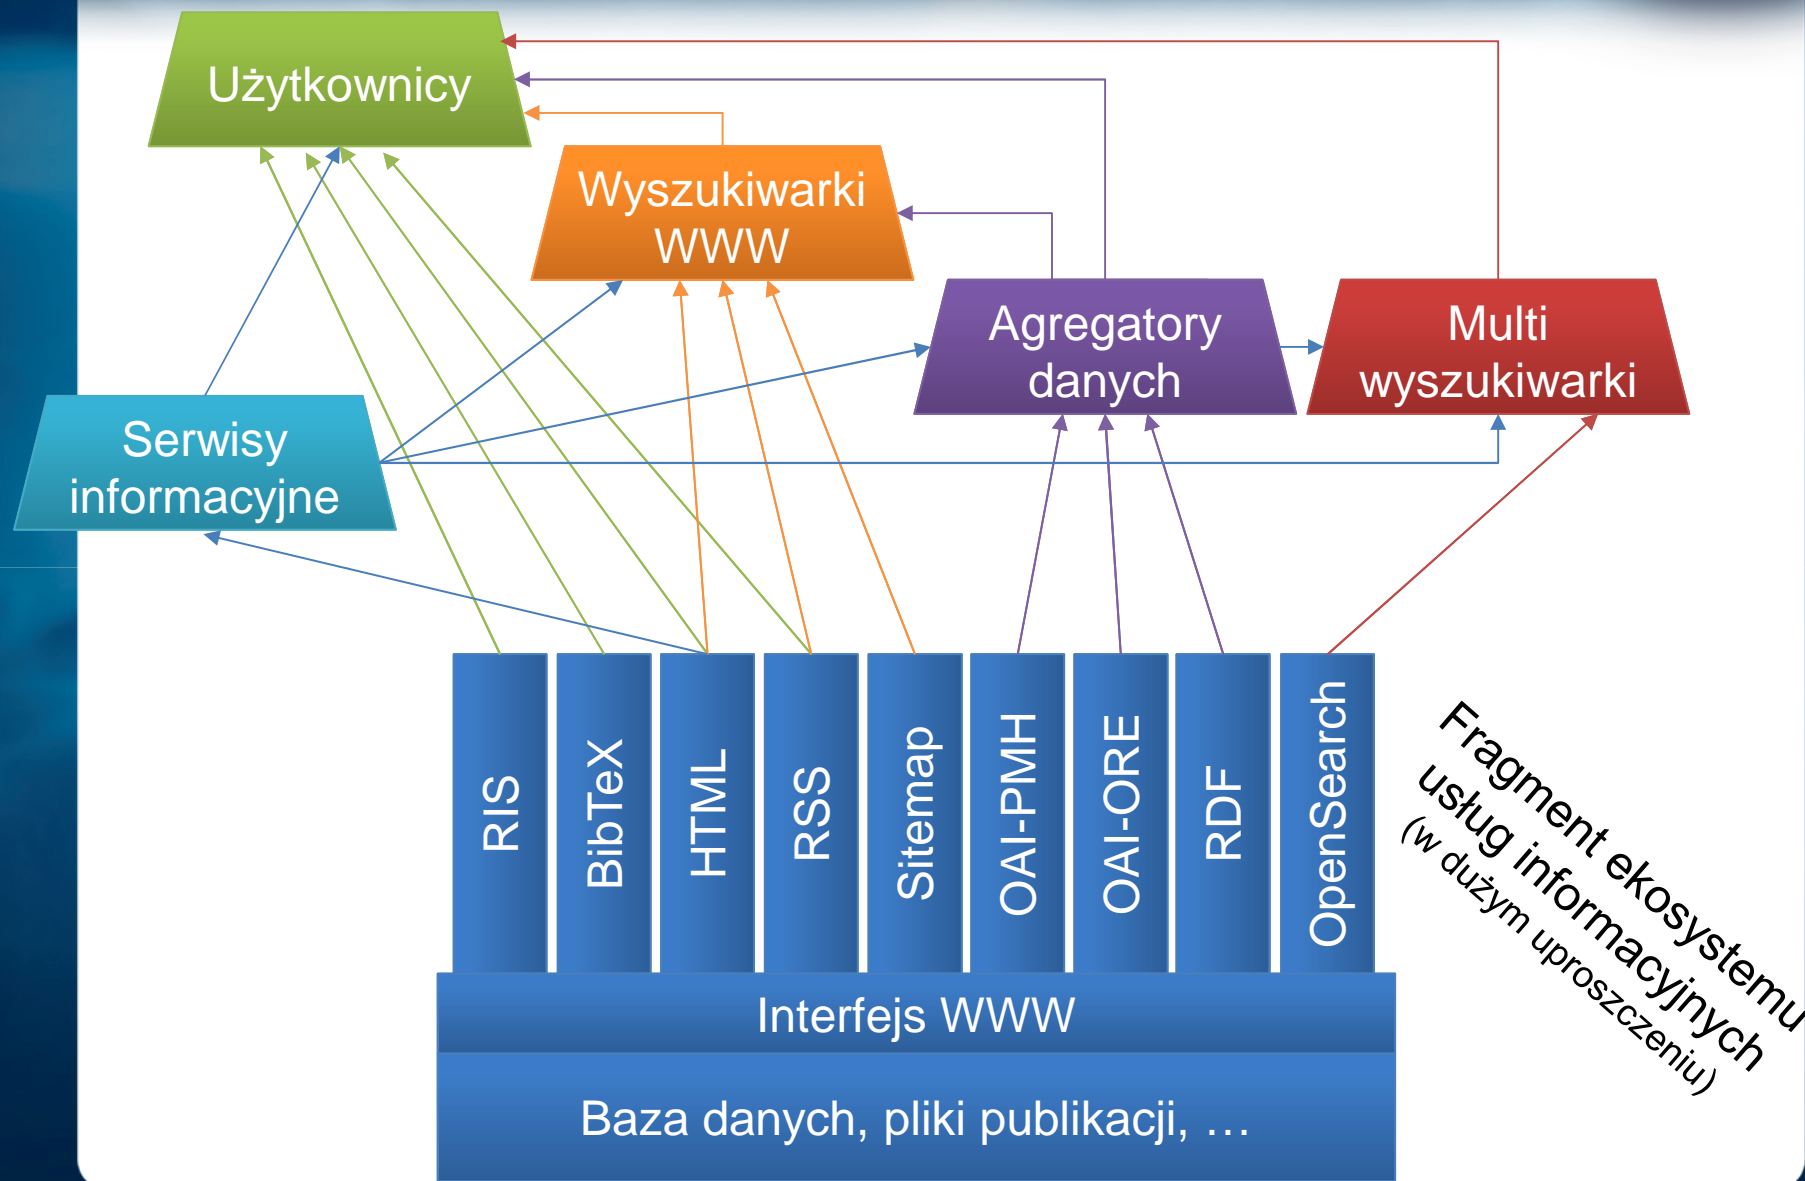 Użytkownicy
Wyszukiwarki
WWW
Agregatory
danych
Multi
wyszukiwarki
Serwisy
informacyjne
RIS
BibTeX
HTML
RSS
Sitemap
OAI-PMH
OAI-ORE
RDF
OpenSearch
Fragment ekosystemu
usług informacyjnych
(w dużym uproszczeniu)
Interfejs WWW
Baza danych, pliki publikacji, …